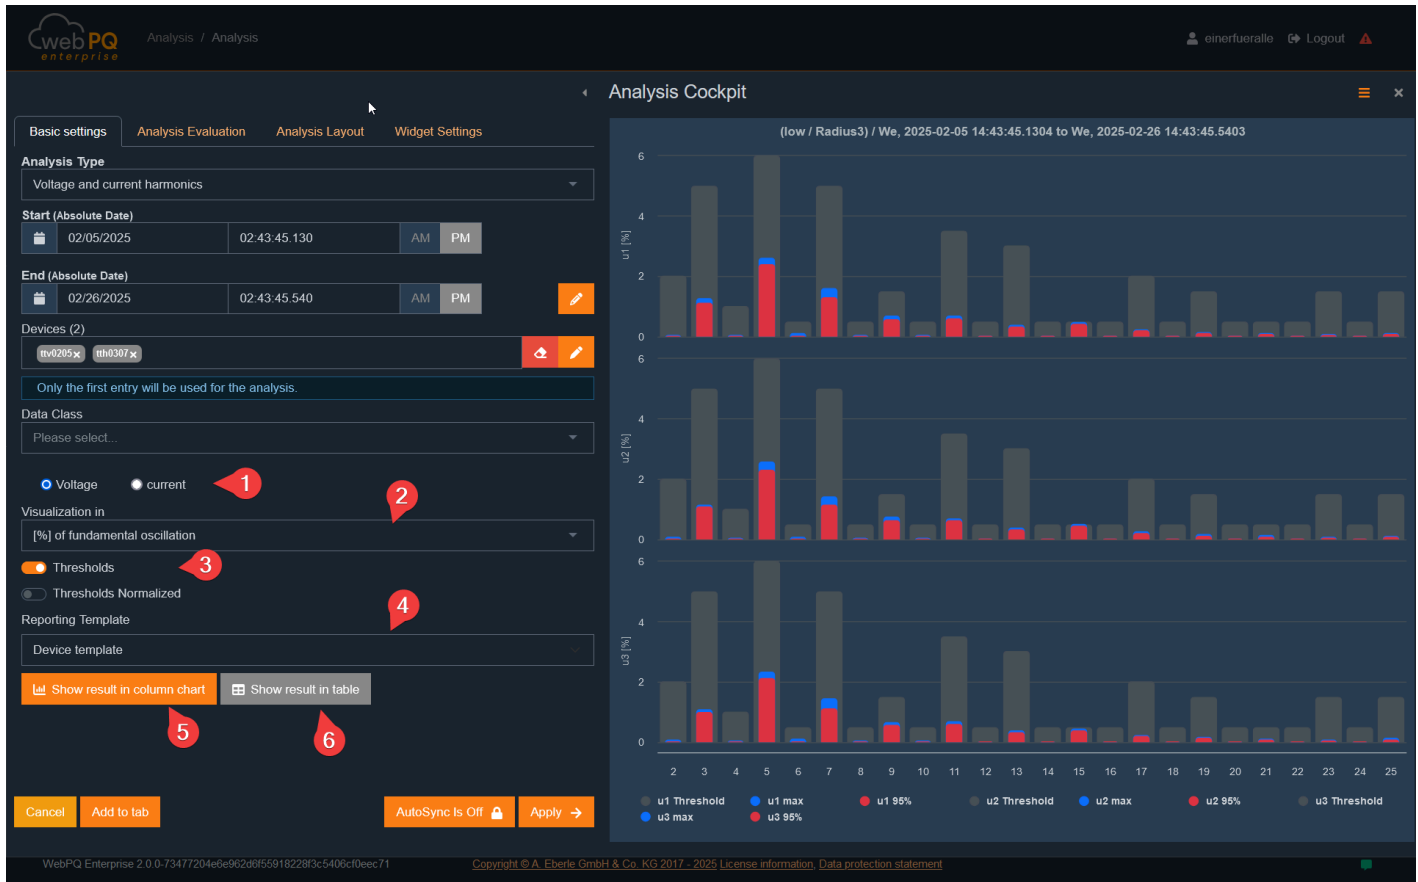 web PQ
enterprise
Analysis / Analysis
einerfueralle
Logout
Analysis Cockpit
Basic settings
Analysis Evaluation
Analysis Layout
Widget Settings
Analysis Type
Voltage and current harmonics
Start (Absolute Date)
02/05/2025
02:43:45.130
AM
PM
End (Absolute Date)
02/26/2025
02:43:45.540
AM
PM
Devices (2)
ttv0205x
tth0307x
Only the first entry will be used for the analysis.
Data Class
Please select...
Voltage
current
1
2
Visualization in
[%] of fundamental oscillation
Thresholds
3
Thresholds Normalized
4
Reporting Template
Device template
Show result in column chart
Show result in table
5
6
Cancel
Add to tab
AutoSync Is Off
Apply
(low / Radius3) / We, 2025-02-05 14:43:45.1304 to We, 2025-02-26 14:43:45.5403
6
4
u1 [%]
2
0
6
4
u2 [%]
2
0
6
4
u3 [%]
2
0
2 3 4 5 6 7 8 9 10 11 12 13 14 15 16 17 18 19 20 21 22 23 24 25
u1 Threshold
u1 max
u1 95%
u2 Threshold
u2 max
u2 95%
u3 Threshold
u3 max
u3 95%
WebPQ Enterprise 2.0.0-73477204e6e962d6f55918228f3c5406cf0eec71
Copyright © A. Eberle GmbH & Co. KG 2017 - 2025 License information, Data protection statement